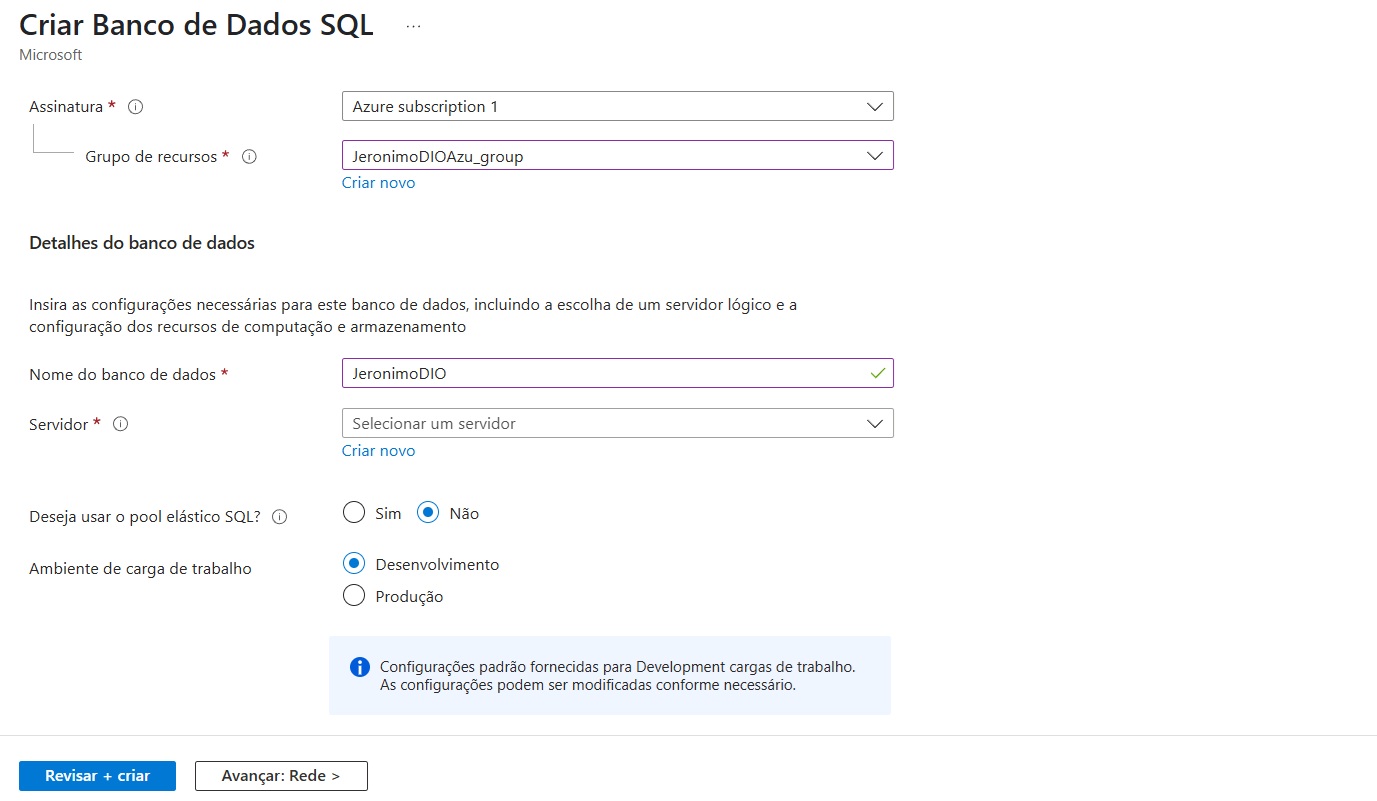 Criar Banco de Dados SQL ...
Microsoft
Assinatura * Azure subscription 1
Grupo de recursos * JeronimoDIOAzu_group
Criar novo
Detalhes do banco de dados
Insira as configurações necessárias para este banco de dados, incluindo a escolha de um servidor lógico e a
configuração dos recursos de computação e armazenamento
Nome do banco de dados * JeronimoDIO
Servidor * Selecionar um servidor
Criar novo
Deseja usar o pool elástico SQL? Sim Não
Ambiente de carga de trabalho Desenvolvimento
Produção
Configurações padrão fornecidas para Development cargas de trabalho.
As configurações podem ser modificadas conforme necessário.
Revisar + criar Avançar: Rede >